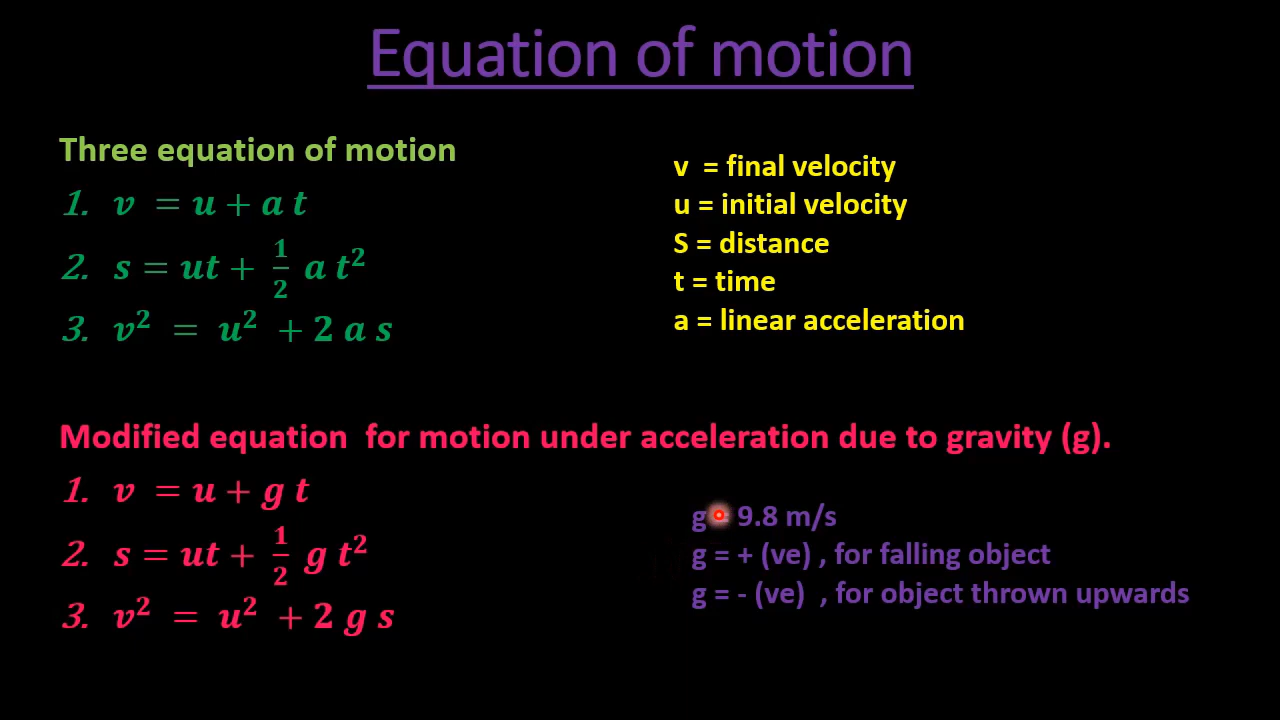 Equation of motion
Three equation of motion
1. v = u + a t
2. s = ut + 1/2 a t²
3. v² = u² + 2 a s
v = final velocity
u = initial velocity
S = distance
t = time
a = linear acceleration
Modified equation for motion under acceleration due to gravity (g).
1. v = u + g t
2. s = ut + 1/2 g t²
3. v² = u² + 2 g s
g = 9.8 m/s
g = + (ve) , for falling object
g = - (ve) , for object thrown upwards